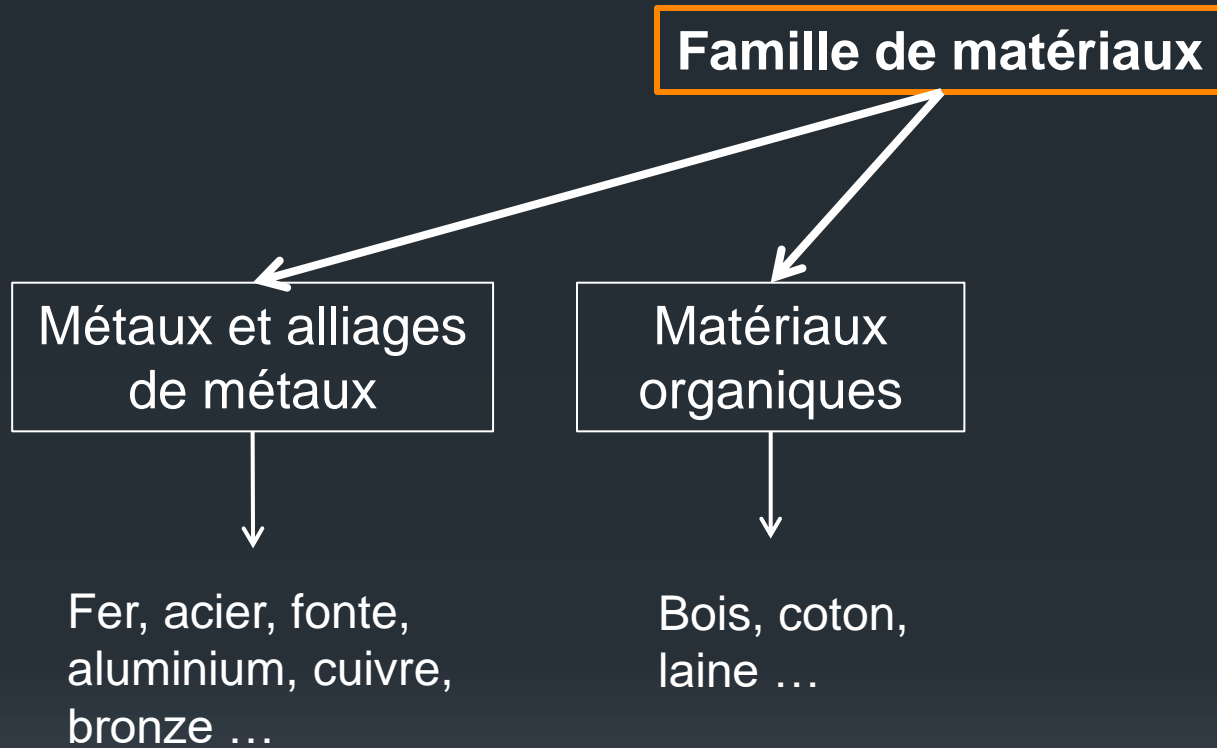 Famille de matériaux
Métaux et alliages
de métaux
Matériaux
organiques
Fer, acier, fonte,
aluminium, cuivre,
bronze …
Bois, coton,
laine …